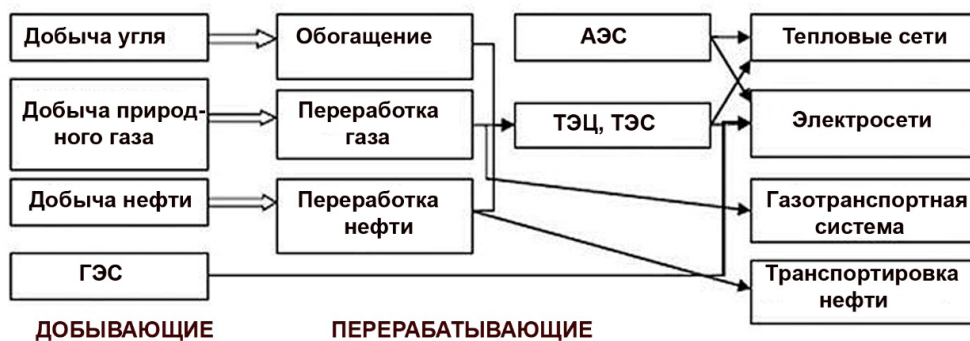 Добыча угля
Обогащение
АЭС
Тепловые сети
Добыча природ-
ного газа
Переработка
газа
ТЭЦ, ТЭС
Электросети
Добыча нефти
Переработка
нефти
Газотранспортная
система
ГЭС
Транспортировка
нефти
ДОБЫВАЮЩИЕ
ПЕРЕРАБАТЫВАЮЩИЕ